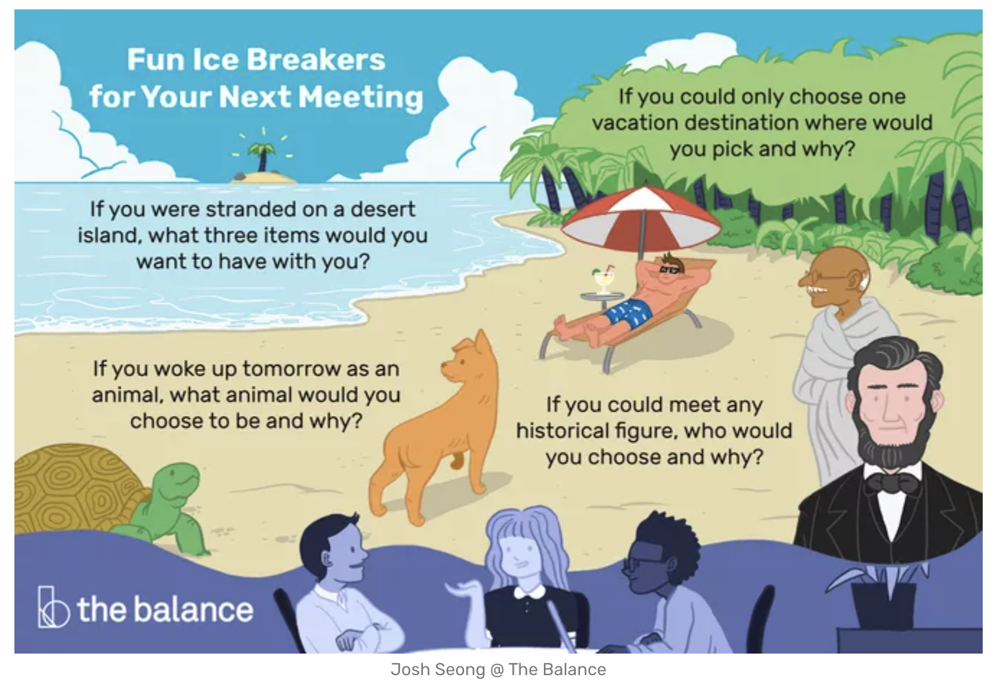 Fun Ice Breakers
for Your Next Meeting
If you could only choose one
vacation destination where would
you pick and why?
If you were stranded on a desert
island, what three items would you
want to have with you?
If you woke up tomorrow as an
animal, what animal would you
choose to be and why?
If you could meet any
historical figure, who would
you choose and why?
the balance
Josh Seong @ The Balance